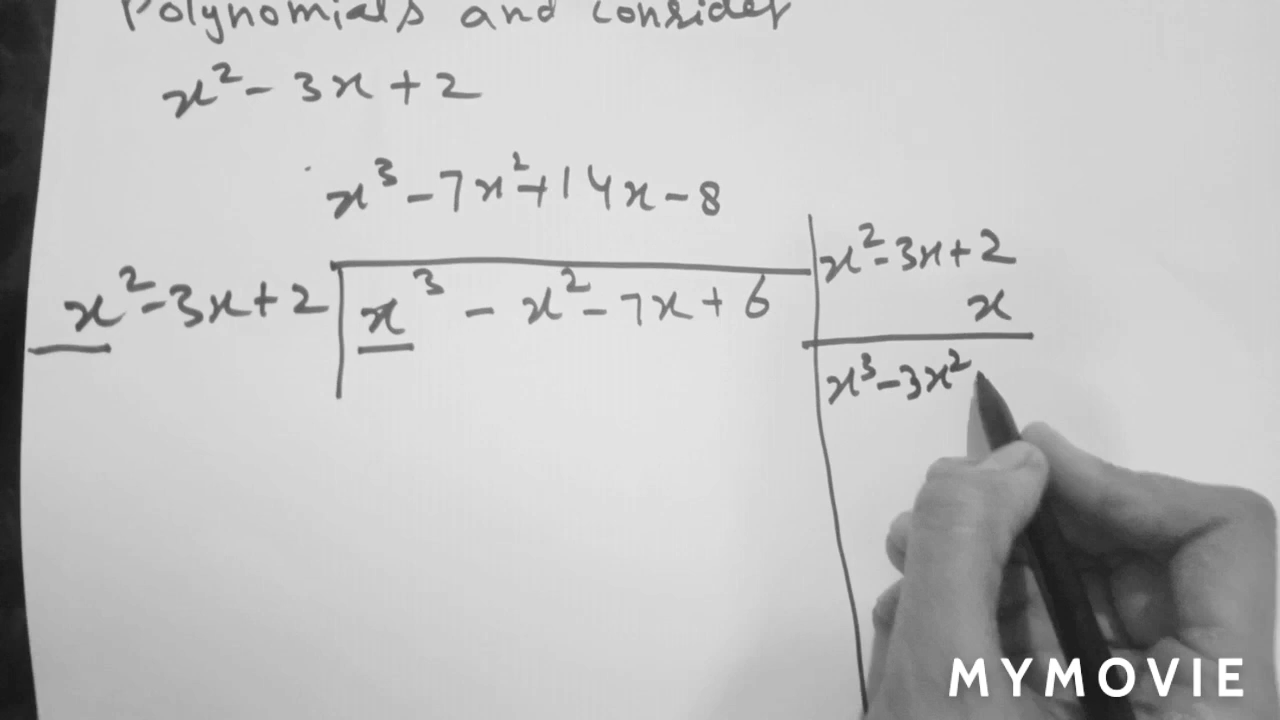 Polynomials and consider
x² - 3x + 2
x³ - 7x² + 14x - 8
x² - 3x + 2
x³ - x² - 7x + 6
x² - 3x + 2
x
x³ - 3x²
MYMOVIE